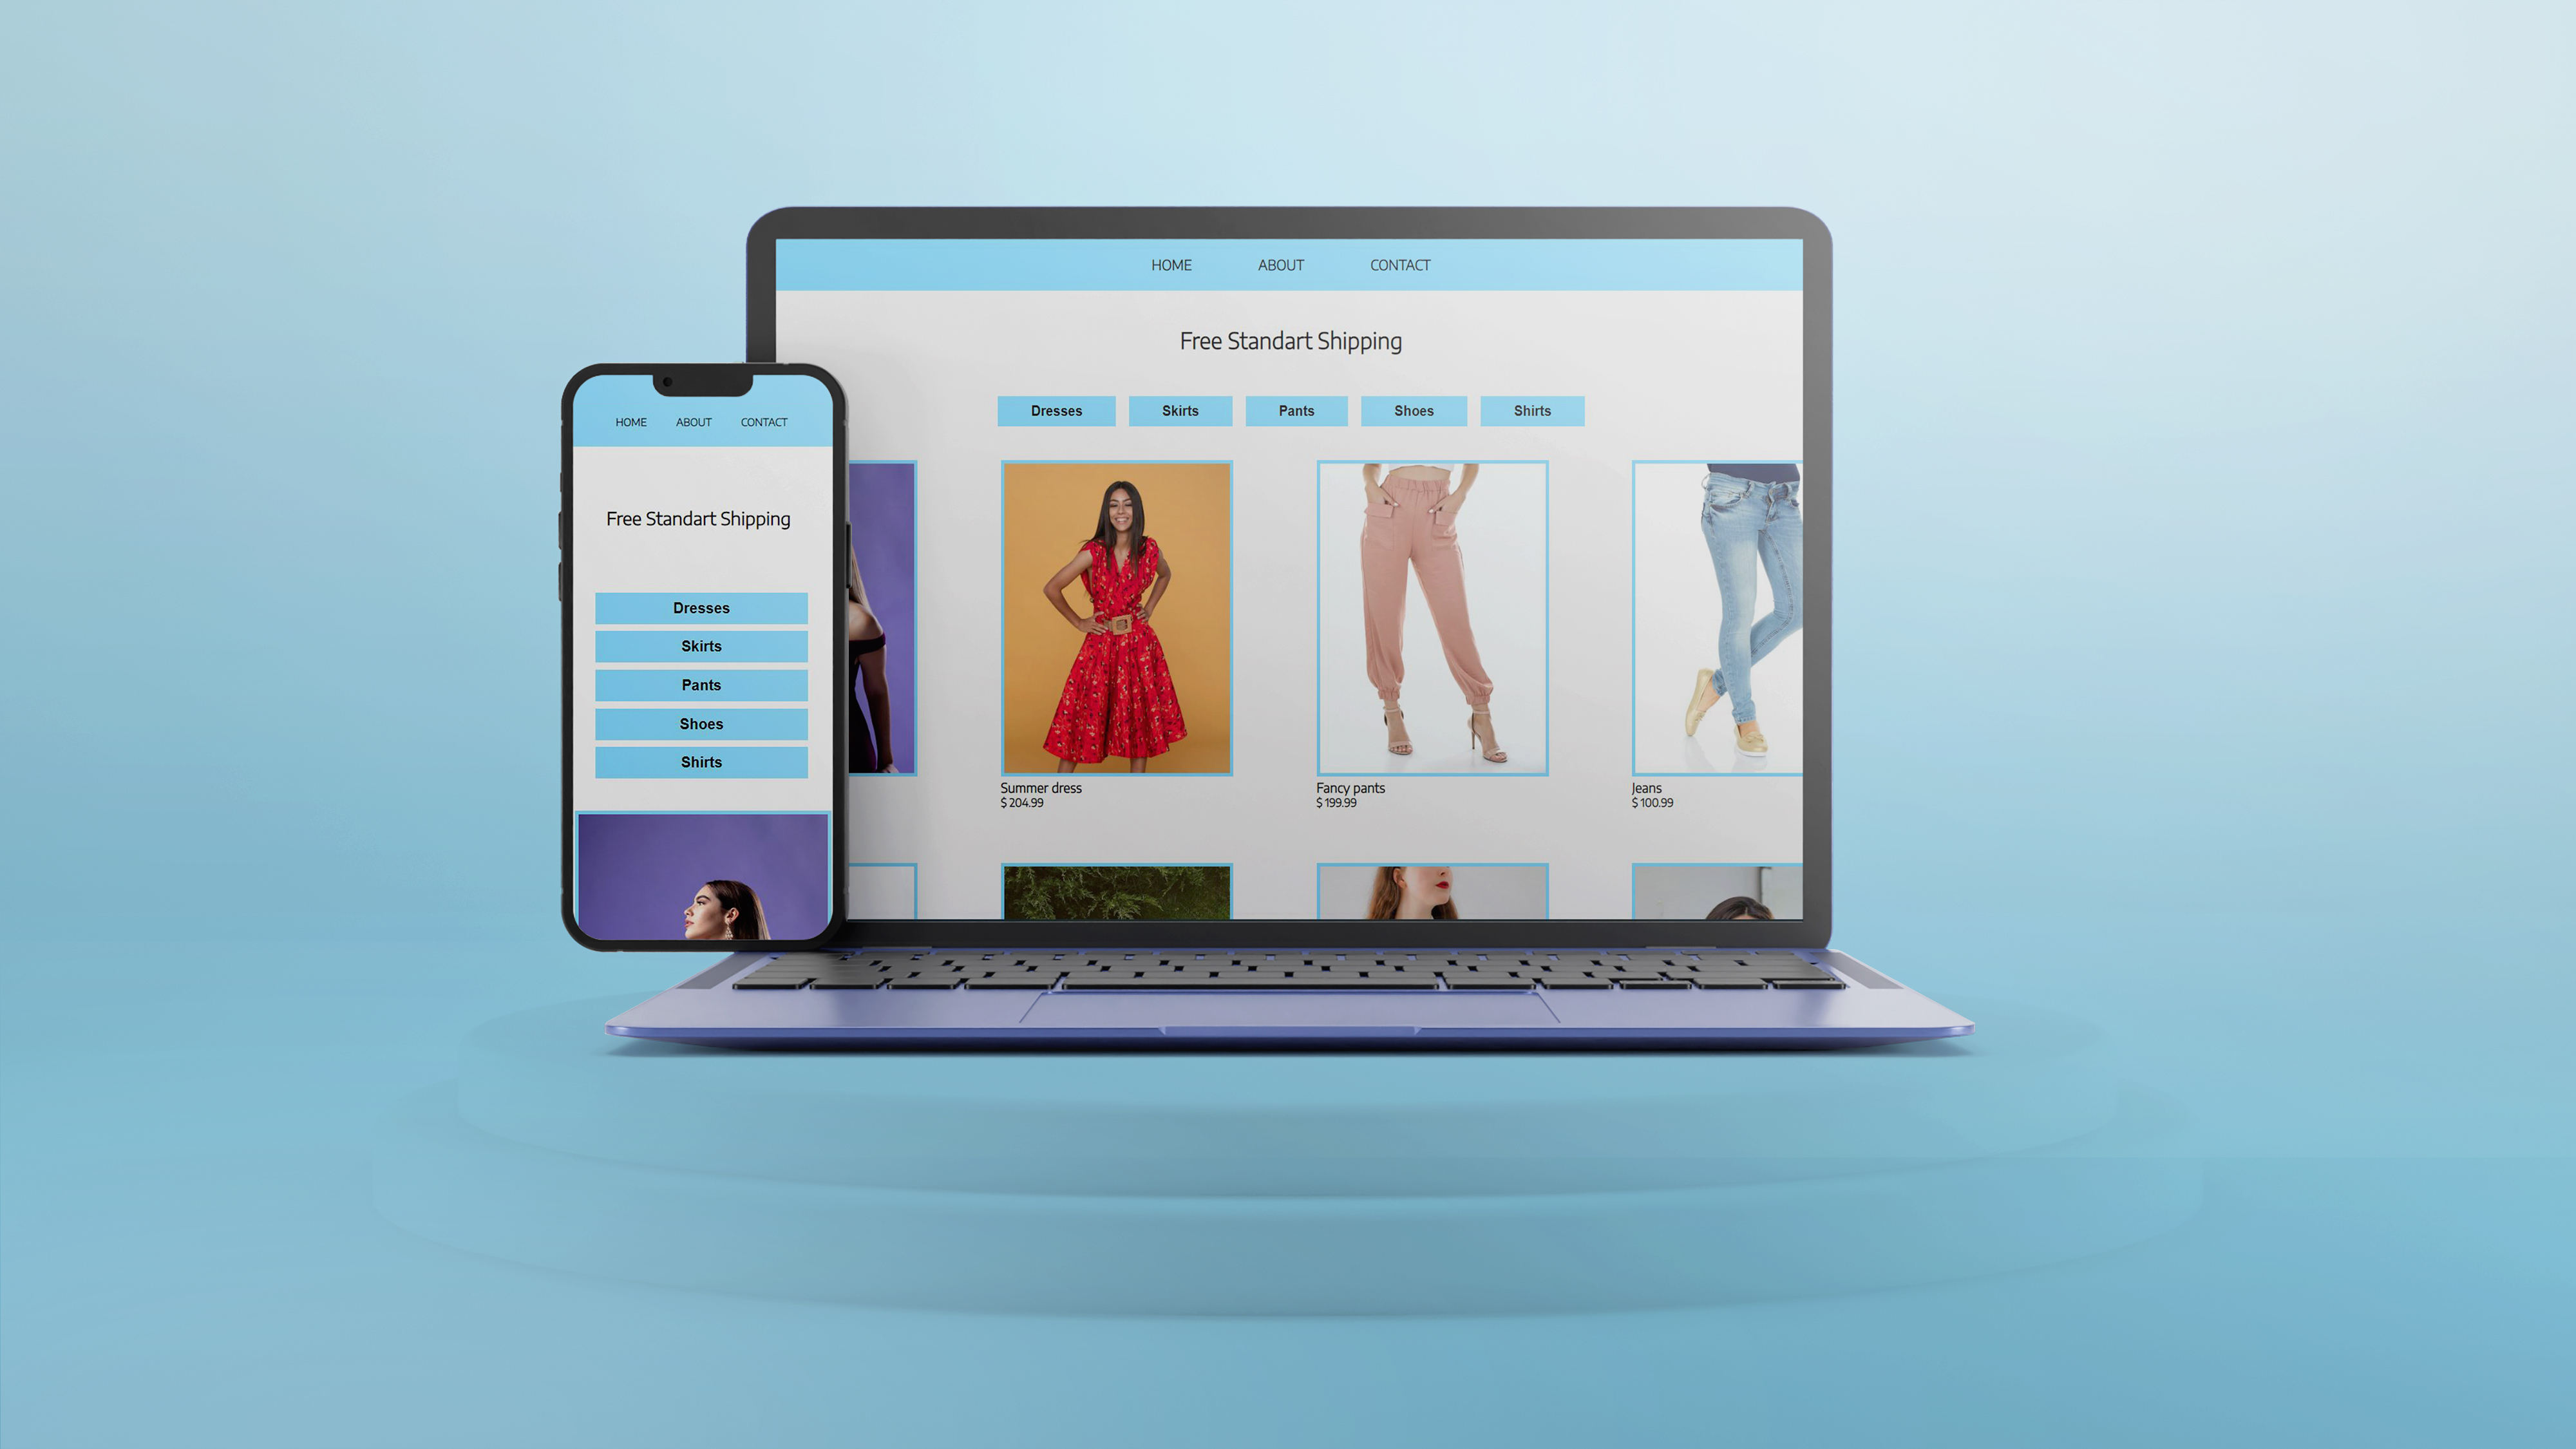 HOME ABOUT CONTACT
Free Standart Shipping
Dresses Skirts Pants Shoes Shirts
Summer dress
$ 204.99
Fancy pants
$ 199.99
Jeans
$ 100.99
HOME ABOUT CONTACT
Free Standart Shipping
Dresses
Skirts
Pants
Shoes
Shirts